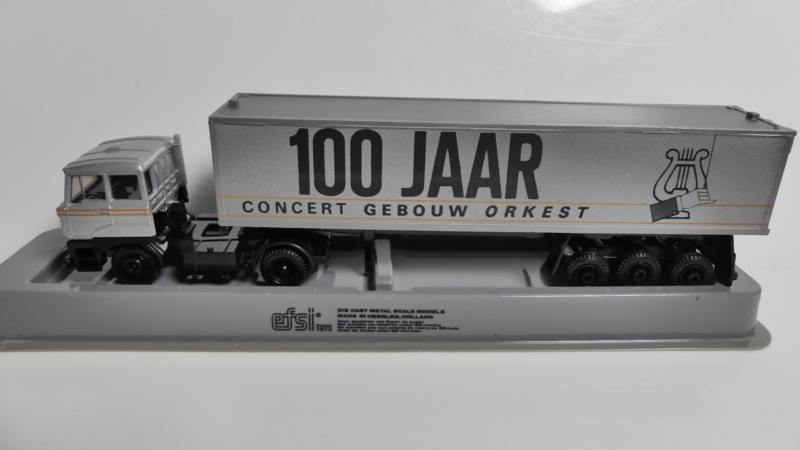 100 JAAR
CONCERT GEBOUW ORKEST
efsi® TOYS
DIE CAST METAL SCALE MODELS
MADE IN HEERLEN, HOLLAND